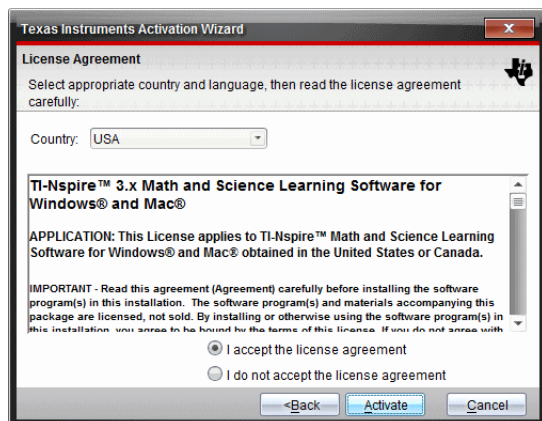 Texas Instruments Activation Wizard
License Agreement
Select appropriate country and language, then read the license agreement
carefully:
Country: USA
TI-Nspire™ 3.x Math and Science Learning Software for
Windows® and Mac®
APPLICATION: This License applies to TI-Nspire™ Math and Science Learning
Software for Windows® and Mac® obtained in the United States or Canada.
IMPORTANT - Read this agreement (Agreement) carefully before installing the software
program(s) in this installation. The software program(s) and materials accompanying this
package are licensed, not sold. By installing or otherwise using the software program(s) in
this installation, you agree to be bound by the terms of this license. If you do not agree with
I accept the license agreement
I do not accept the license agreement
<Back Activate Cancel